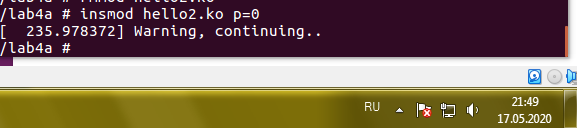 /lab4a # insmod hello2.ko p=0
[  235.978372] Warning, continuing..
/lab4a #
RU
21:49
17.05.2020